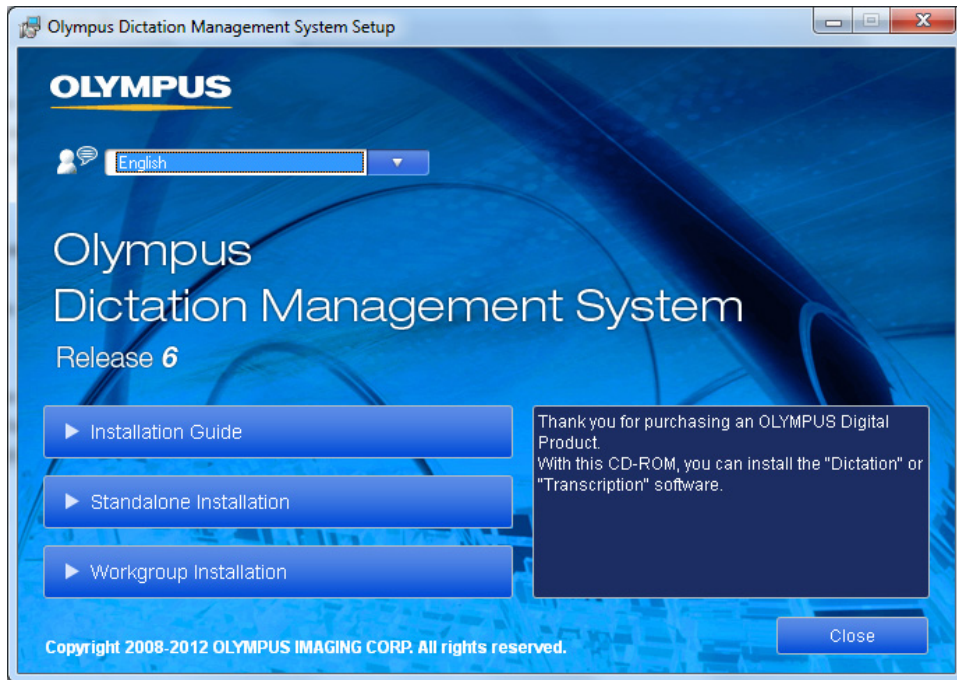 Olympus Dictation Management System Setup
OLYMPUS
English
Olympus
Dictation Management System
Release 6
Installation Guide
Standalone Installation
Workgroup Installation
Thank you for purchasing an OLYMPUS Digital
Product.
With this CD-ROM, you can install the "Dictation" or
"Transcription" software.
Close
Copyright 2008-2012 OLYMPUS IMAGING CORP. All rights reserved.